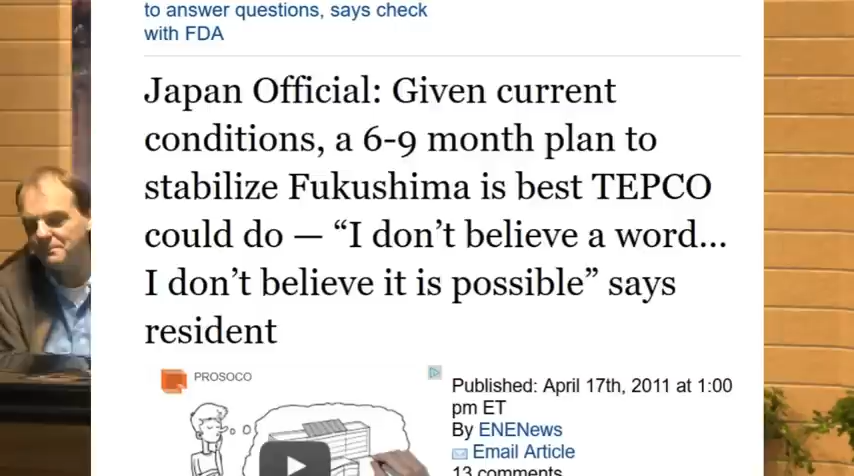 to answer questions, says check
with FDA
Japan Official: Given current
conditions, a 6-9 month plan to
stabilize Fukushima is best TEPCO
could do — “I don’t believe a word...
I don’t believe it is possible” says
resident
PROSOCO
Published: April 17th, 2011 at 1:00
pm ET
By ENENews
Email Article
13 comments